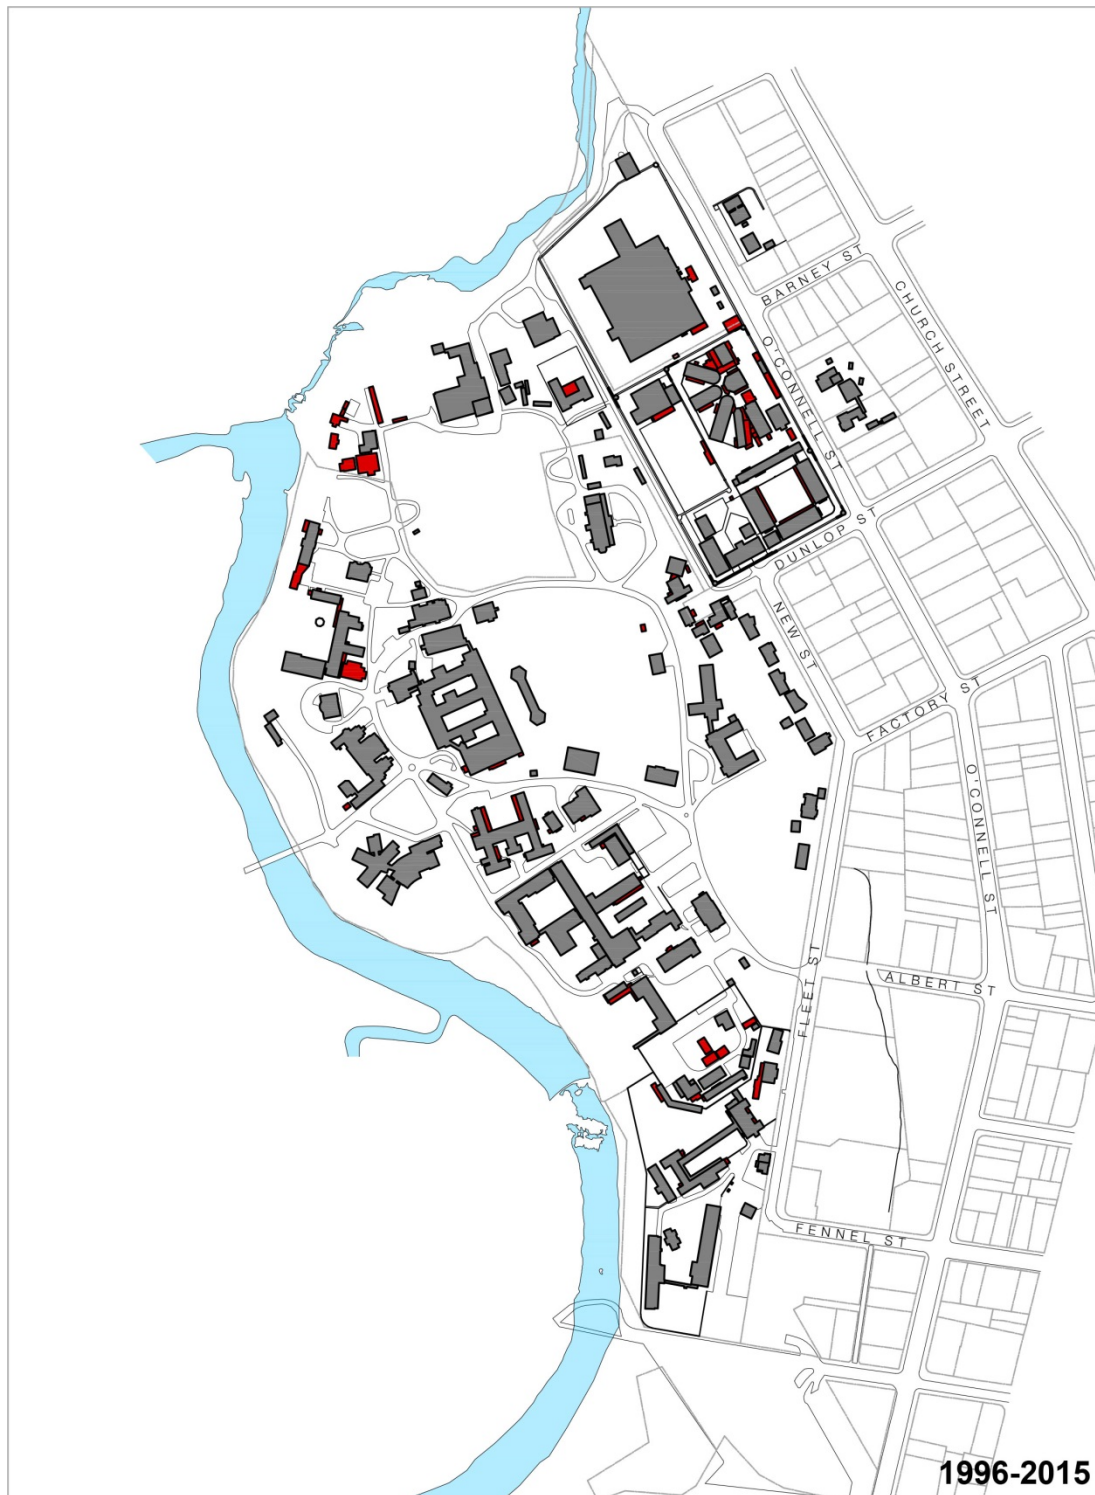 BARNEY ST
CHURCH STREET
O'CONNELL ST
DUNLOP ST
NEW ST
FACTORY ST
O'CONNELL ST
FLEET ST
ALBERT ST
FENNEL ST
1996-2015